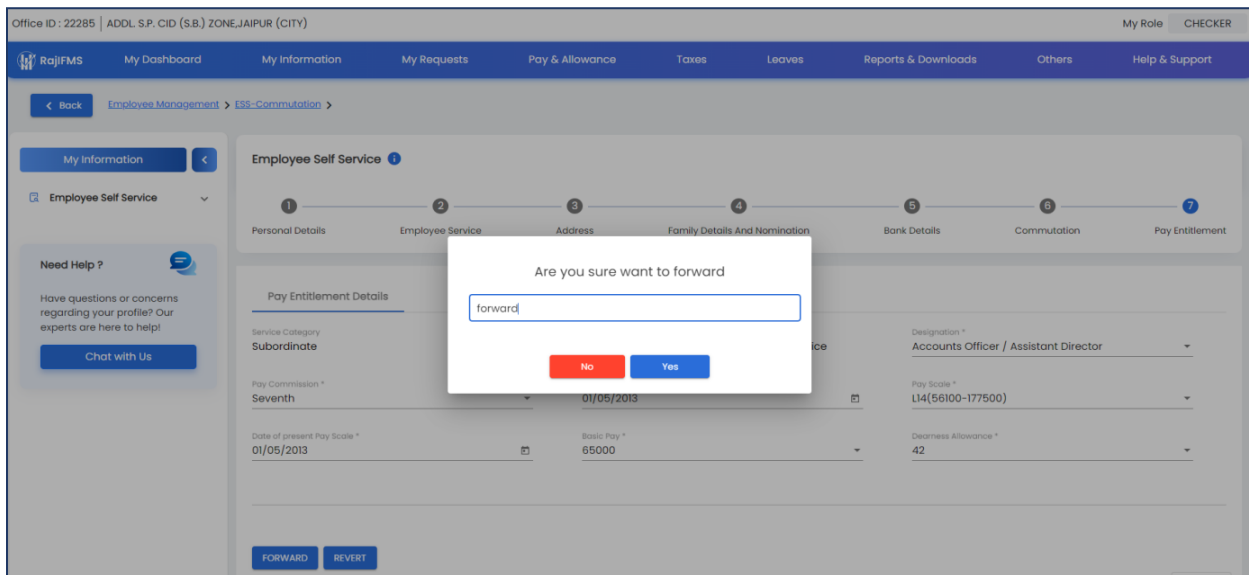 Office ID : 22285 | ADDL. S.P. CID (S.B.) ZONE,JAIPUR (CITY) My Role CHECKER
RajIFMS My Dashboard My Information My Requests Pay & Allowance Taxes Leaves Reports & Downloads Others Help & Support
Back Employee Management > ESS-Commutation >
My Information
Employee Self Service
Need Help ?
Have questions or concerns
regarding your profile? Our
experts are here to help!
Chat with Us
Employee Self Service
1 2 3 4 5 6 7
Personal Details Employee Service Address Family Details And Nomination Bank Details Commutation Pay Entitlement
Are you sure want to forward
forward
No Yes
Pay Entitlement Details
Service Category Designation *
Subordinate ice Accounts Officer / Assistant Director
Pay Commission * Pay Scale *
Seventh 01/05/2013 L14(56100-177500)
Date of present Pay Scale * Basic Pay * Dearness Allowance *
01/05/2013 65000 42
FORWARD REVERT